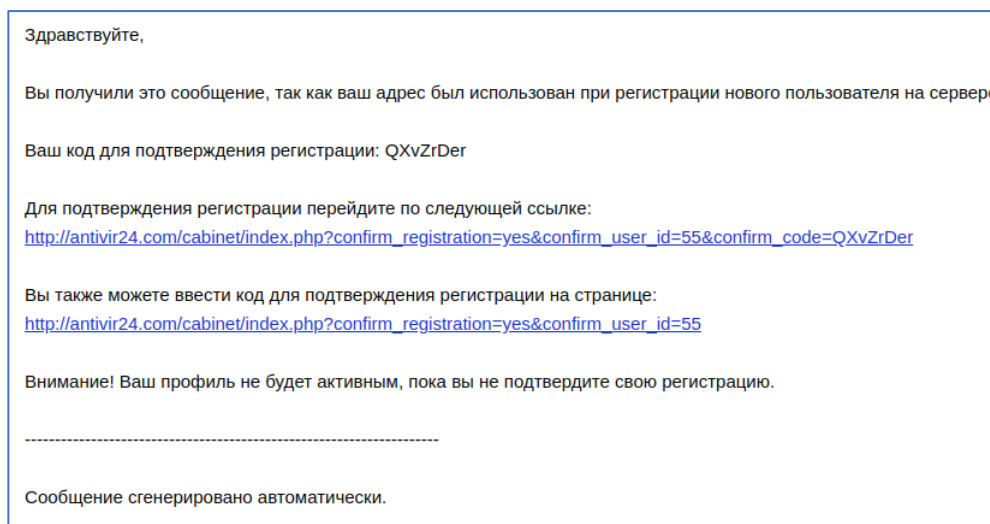 Здравствуйте,
Вы получили это сообщение, так как ваш адрес был использован при регистрации нового пользователя на сервере
Ваш код для подтверждения регистрации: QXvZrDer
Для подтверждения регистрации перейдите по следующей ссылке:
http://antivir24.com/cabinet/index.php?confirm_registration=yes&confirm_user_id=55&confirm_code=QXvZrDer
Вы также можете ввести код для подтверждения регистрации на странице:
http://antivir24.com/cabinet/index.php?confirm_registration=yes&confirm_user_id=55
Внимание! Ваш профиль не будет активным, пока вы не подтвердите свою регистрацию.
---------------------------------------------------------------------
Сообщение сгенерировано автоматически.